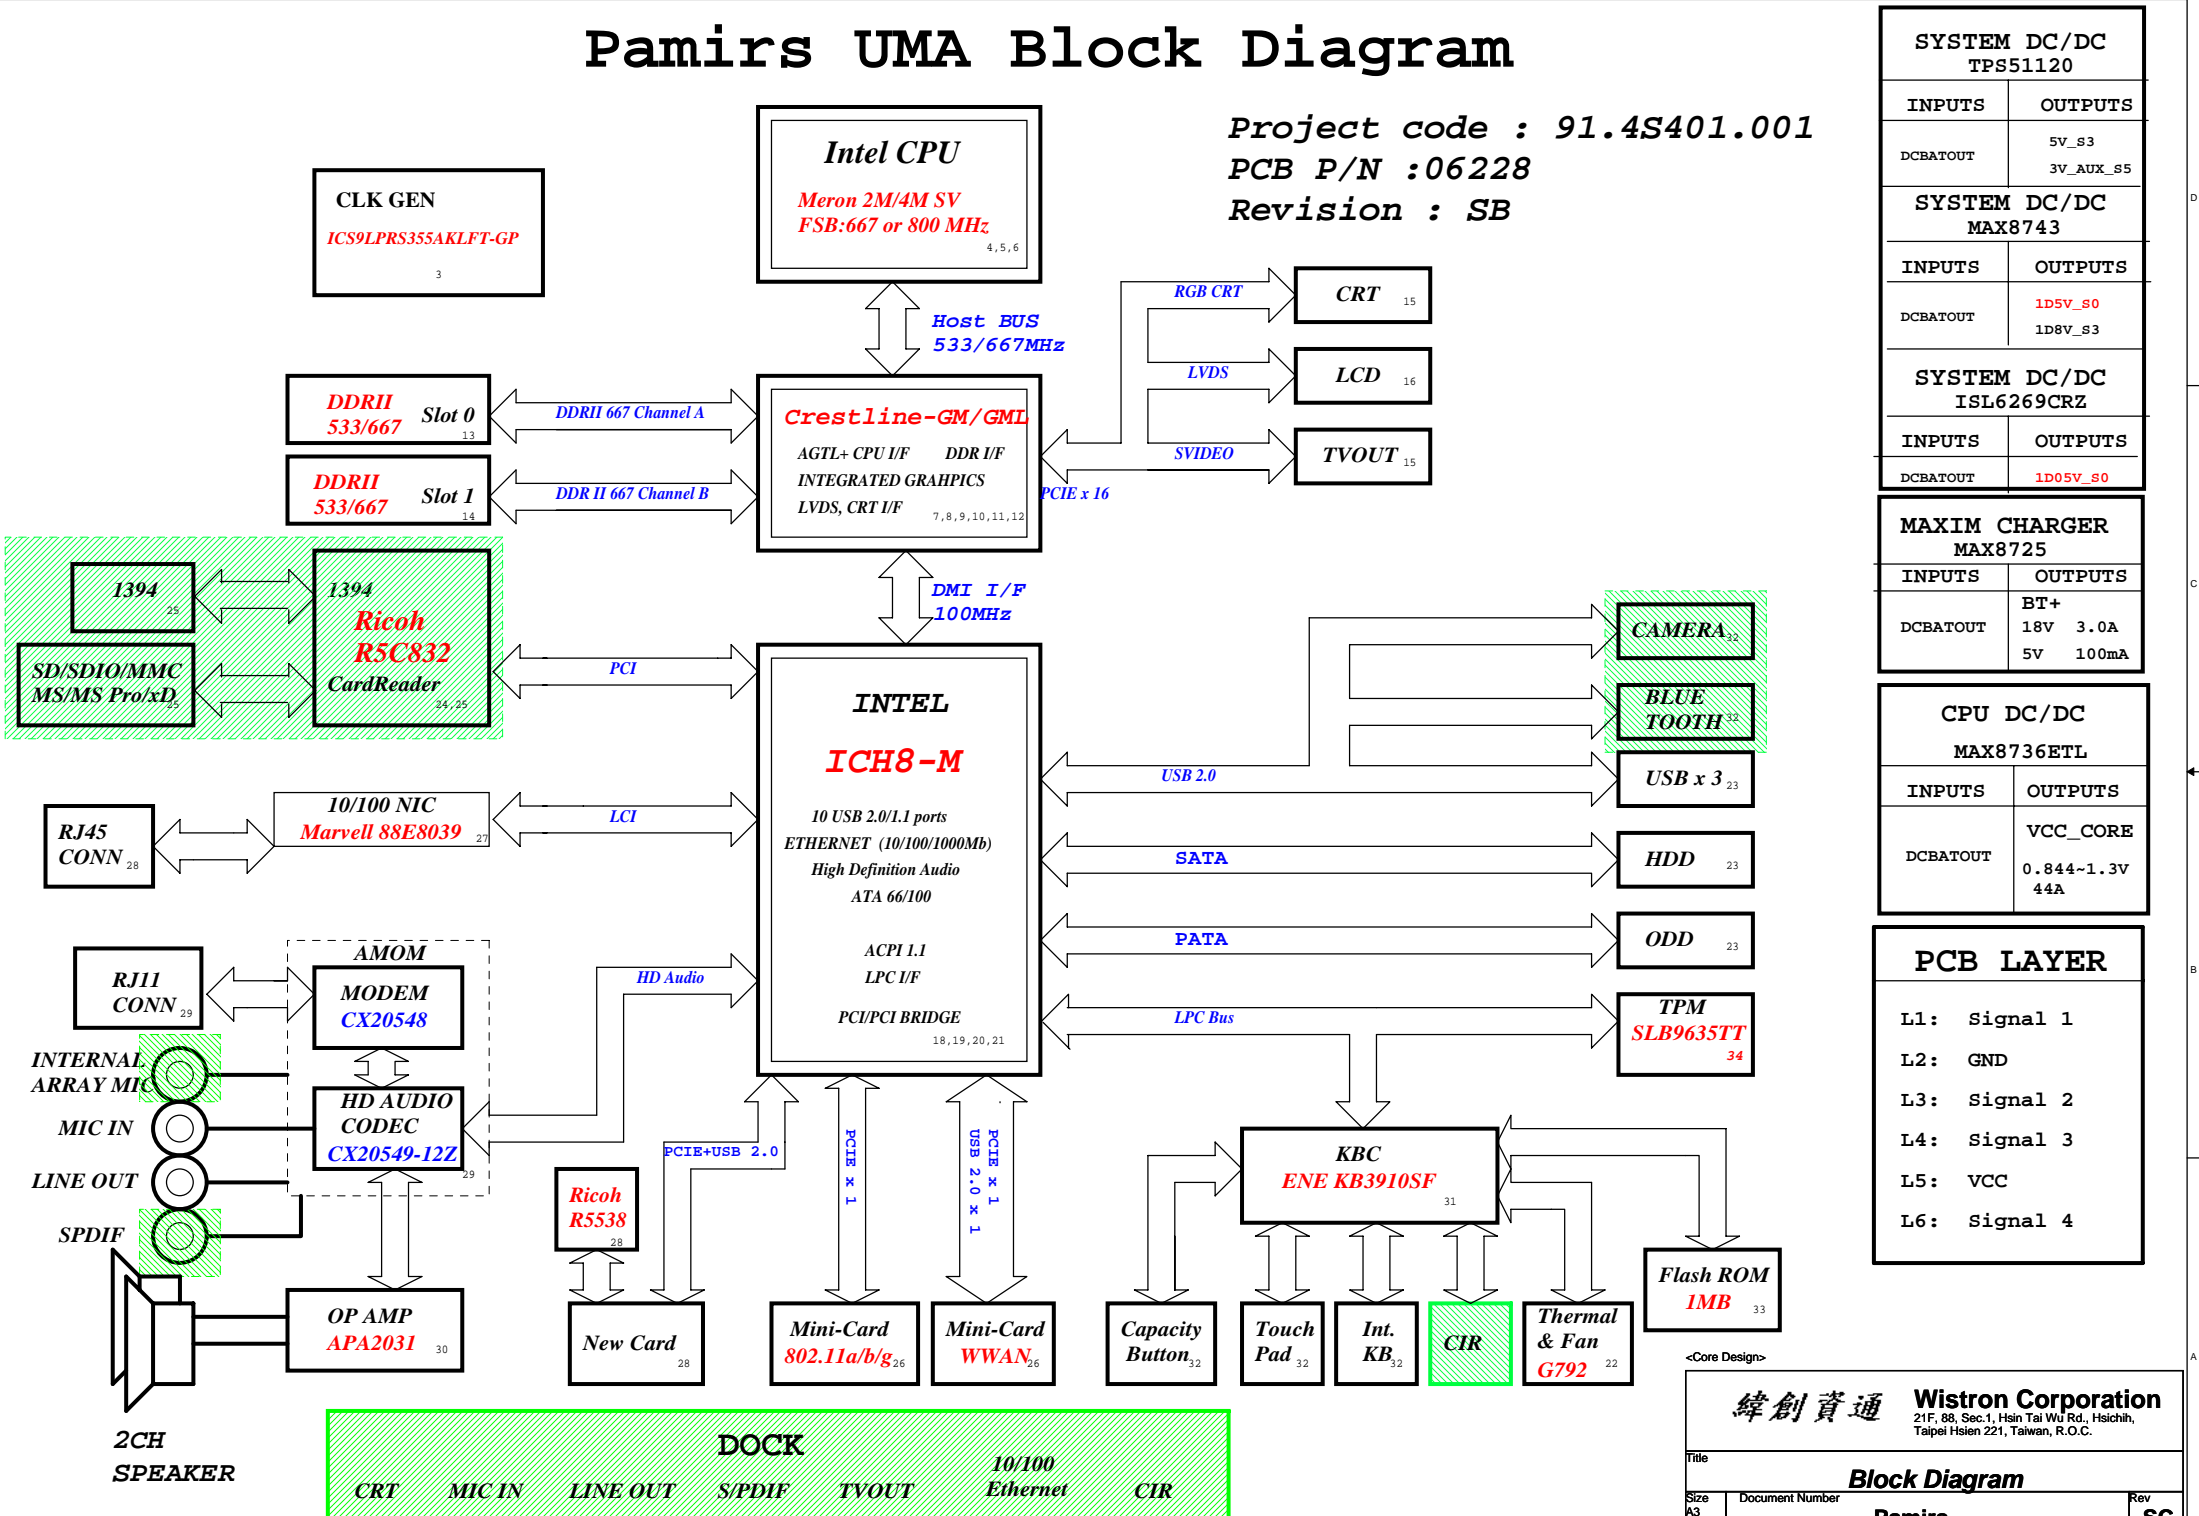 Pamirs UMA Block Diagram
Project code : 91.4S401.001
PCB P/N :06228
Revision : SB
CLK GEN
ICS9LPRS355AKLFT-GP
3
Intel CPU
Meron 2M/4M SV
FSB:667 or 800 MHz
4,5,6
Host BUS
533/667MHz
RGB CRT
CRT 15
LVDS
LCD 16
SVIDEO
TVOUT 15
PCIE x 16
DDRII
533/667
Slot 0
13
DDRII 667 Channel A
DDRII
533/667
Slot 1
14
DDR II 667 Channel B
Crestline-GM/GML
AGTL+ CPU I/F DDR I/F
INTEGRATED GRAHPICS
LVDS, CRT I/F 7,8,9,10,11,12
DMI I/F
100MHz
1394
25
SD/SDIO/MMC
MS/MS Pro/xD
25
1394
Ricoh
R5C832
CardReader
24,25
PCI
INTEL
ICH8-M
10 USB 2.0/1.1 ports
ETHERNET (10/100/1000Mb)
High Definition Audio
ATA 66/100
ACPI 1.1
LPC I/F
PCI/PCI BRIDGE
18,19,20,21
RJ45
CONN 28
10/100 NIC
Marvell 88E8039 27
LCI
USB 2.0
CAMERA 32
BLUE
TOOTH 32
USB x 3 23
SATA
HDD 23
PATA
ODD 23
LPC Bus
TPM
SLB9635TT
34
RJ11
CONN 29
AMOM
MODEM
CX20548
HD AUDIO
CODEC
CX20549-12Z
29
HD Audio
INTERNAL
ARRAY MIC
MIC IN
LINE OUT
SPDIF
OP AMP
APA2031 30
2CH
SPEAKER
Ricoh
R5538
28
PCIE+USB 2.0
New Card
28
PCIE x 1
Mini-Card
802.11a/b/g 26
PCIE x 1
USB 2.0 x 1
Mini-Card
WWAN 26
KBC
ENE KB3910SF
31
Capacity
Button 32
Touch
Pad 32
Int.
KB 32
CIR
Thermal
& Fan
G792 22
Flash ROM
1MB 33
DOCK
CRT MIC IN LINE OUT S/PDIF TVOUT 10/100
Ethernet CIR
SYSTEM DC/DC
TPS51120
INPUTS OUTPUTS
DCBATOUT
5V_S3
3V_AUX_S5
SYSTEM DC/DC
MAX8743
INPUTS OUTPUTS
DCBATOUT
1D5V_S0
1D8V_S3
SYSTEM DC/DC
ISL6269CRZ
INPUTS OUTPUTS
DCBATOUT 1D05V_S0
MAXIM CHARGER
MAX8725
INPUTS OUTPUTS
DCBATOUT
BT+
18V 3.0A
5V 100mA
CPU DC/DC
MAX8736ETL
INPUTS OUTPUTS
DCBATOUT
VCC_CORE
0.844~1.3V
44A
PCB LAYER
L1: Signal 1
L2: GND
L3: Signal 2
L4: Signal 3
L5: VCC
L6: Signal 4
D
C
B
A
<Core Design>
緯創資通
Wistron Corporation
21F, 88, Sec.1, Hsin Tai Wu Rd., Hsichih,
Taipei Hsien 221, Taiwan, R.O.C.
Title
Block Diagram
Size
A3
Document Number
Pamirs
Rev
SC